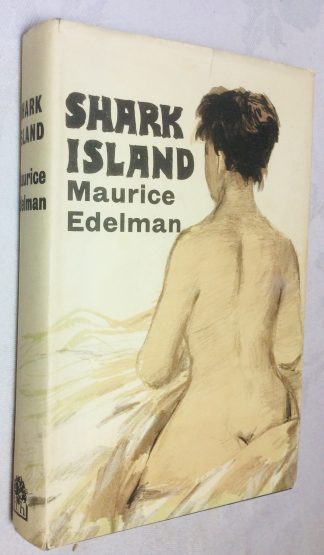 SHARK
ISLAND
Maurice
Edelman
SHARK
ISLAND
Maurice
Edelman